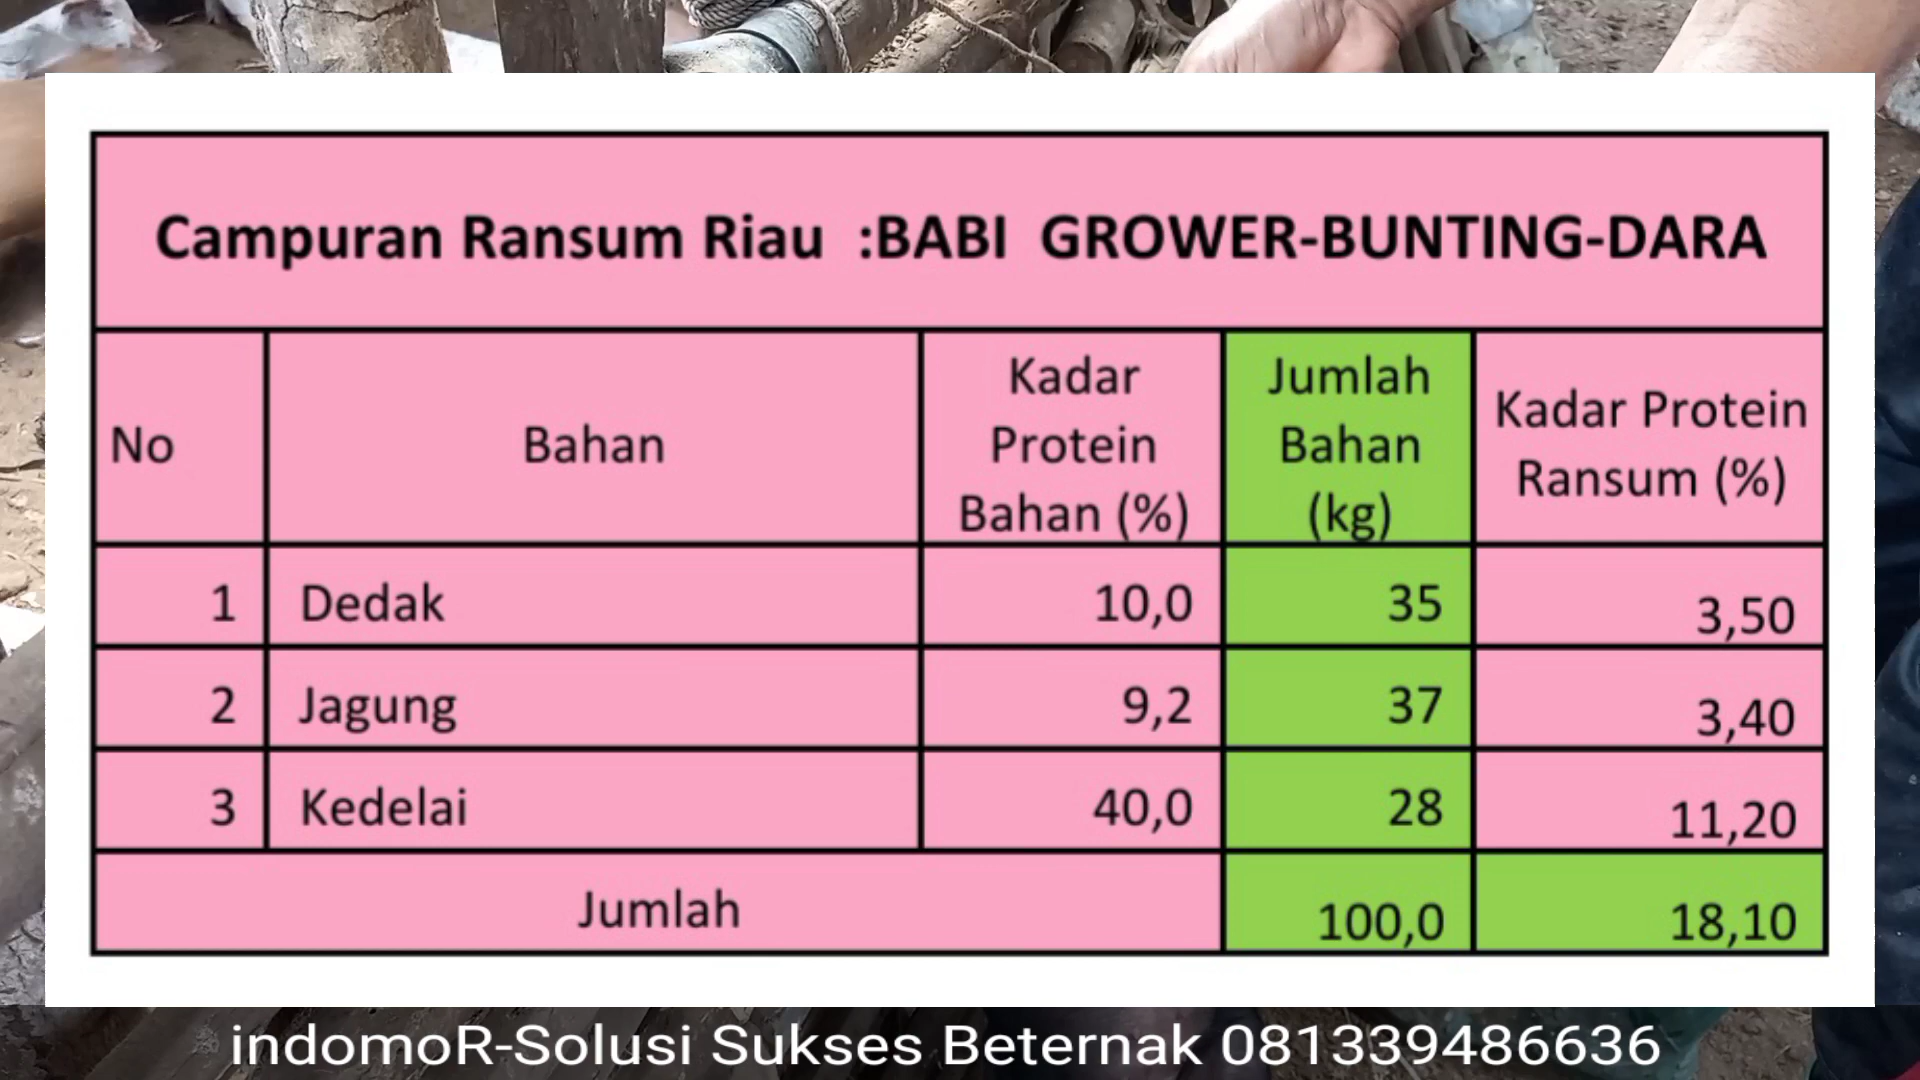 Campuran Ransum Riau :BABI GROWER-BUNTING-DARA
No
Bahan
Kadar
Protein
Bahan (%)
Jumlah
Bahan
(kg)
Kadar Protein
Ransum (%)
1 Dedak 10,0 35 3,50
2 Jagung 9,2 37 3,40
3 Kedelai 40,0 28 11,20
Jumlah 100,0 18,10
indomoR-Solusi Sukses Beternak 081339486636